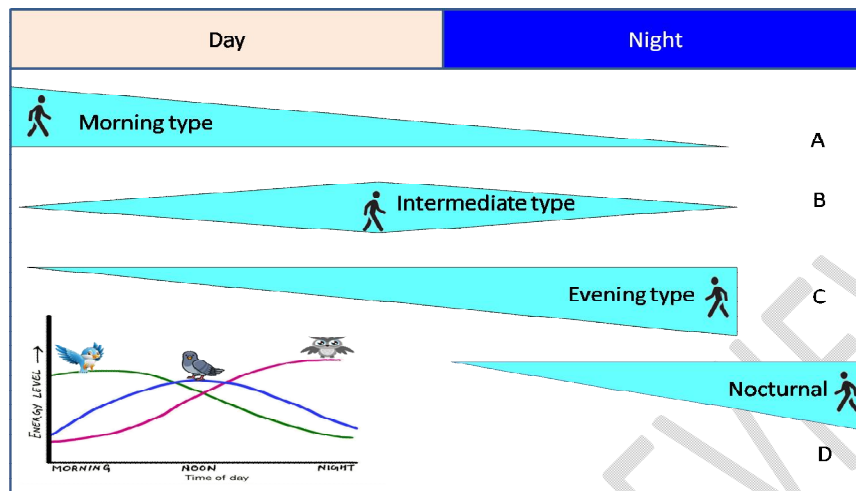 Day
Night
Morning type
A
Intermediate type
B
Evening type
C
Nocturnal
D
ENERGY LEVEL →
MORNING
NOON
NIGHT
Time of day